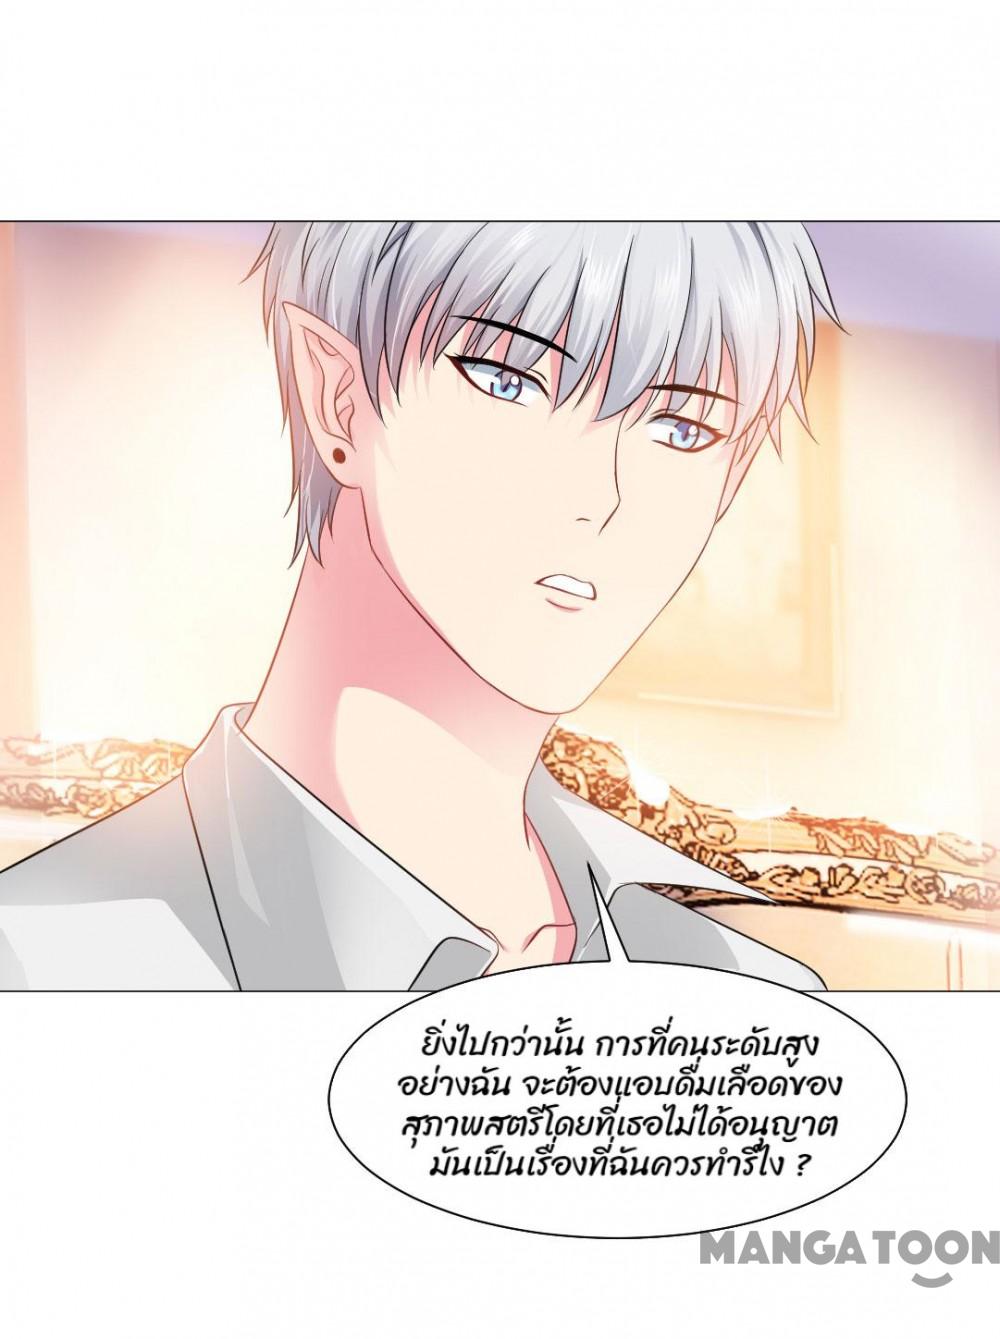 ยิ่งไปกว่านั้น การที่คนระดับสูง
อย่างฉัน จะต้องแอบดื่มเลือดของ
สุภาพสตรีโดยที่เธอไม่ได้อนุญาต
มันเป็นเรื่องที่ฉันควรทำรึไง ?
MANGATOON